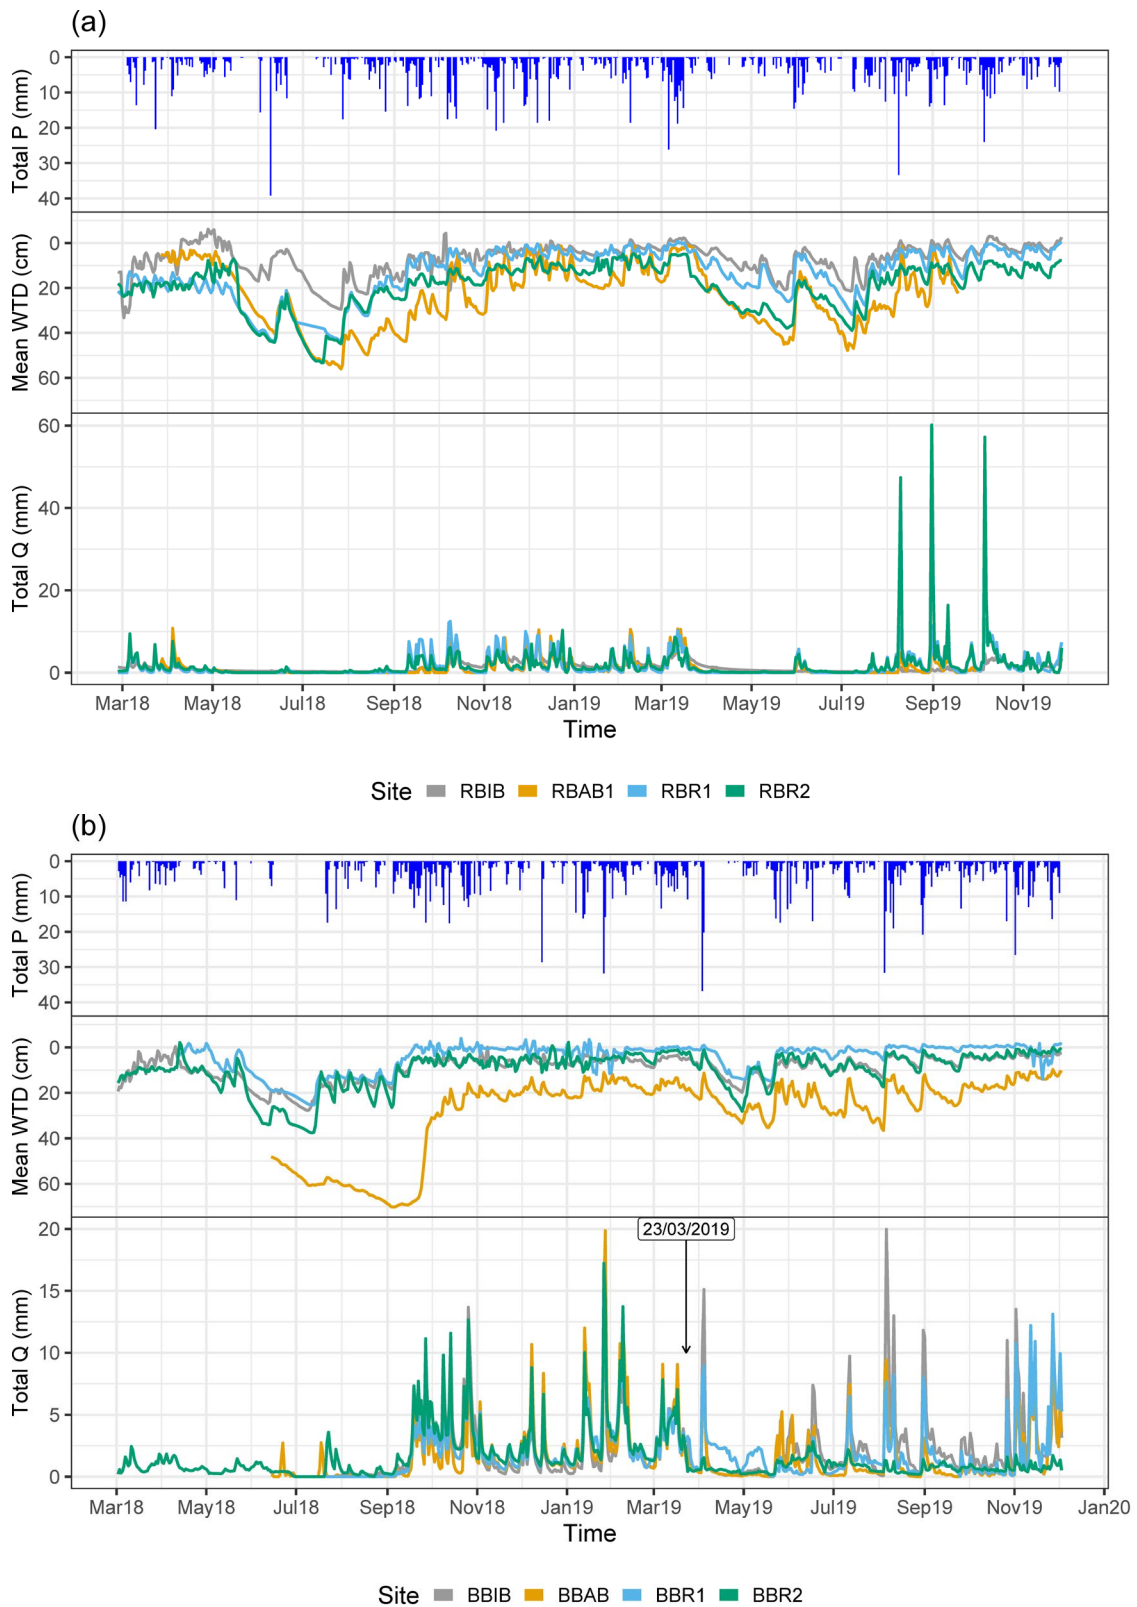 (a)
Total P (mm)
0
10
20
30
40
Mean WTD (cm)
0
20
40
60
Total Q (mm)
60
40
20
0
Mar18 May18 Jul18 Sep18 Nov18 Jan19 Mar19 May19 Jul19 Sep19 Nov19
Time
Site RBIB RBAB1 RBR1 RBR2
(b)
Total P (mm)
0
10
20
30
40
Mean WTD (cm)
0
20
40
60
Total Q (mm)
20
15
10
5
0
23/03/2019
Mar18 May18 Jul18 Sep18 Nov18 Jan19 Mar19 May19 Jul19 Sep19 Nov19 Jan20
Time
Site BBIB BBAB BBR1 BBR2